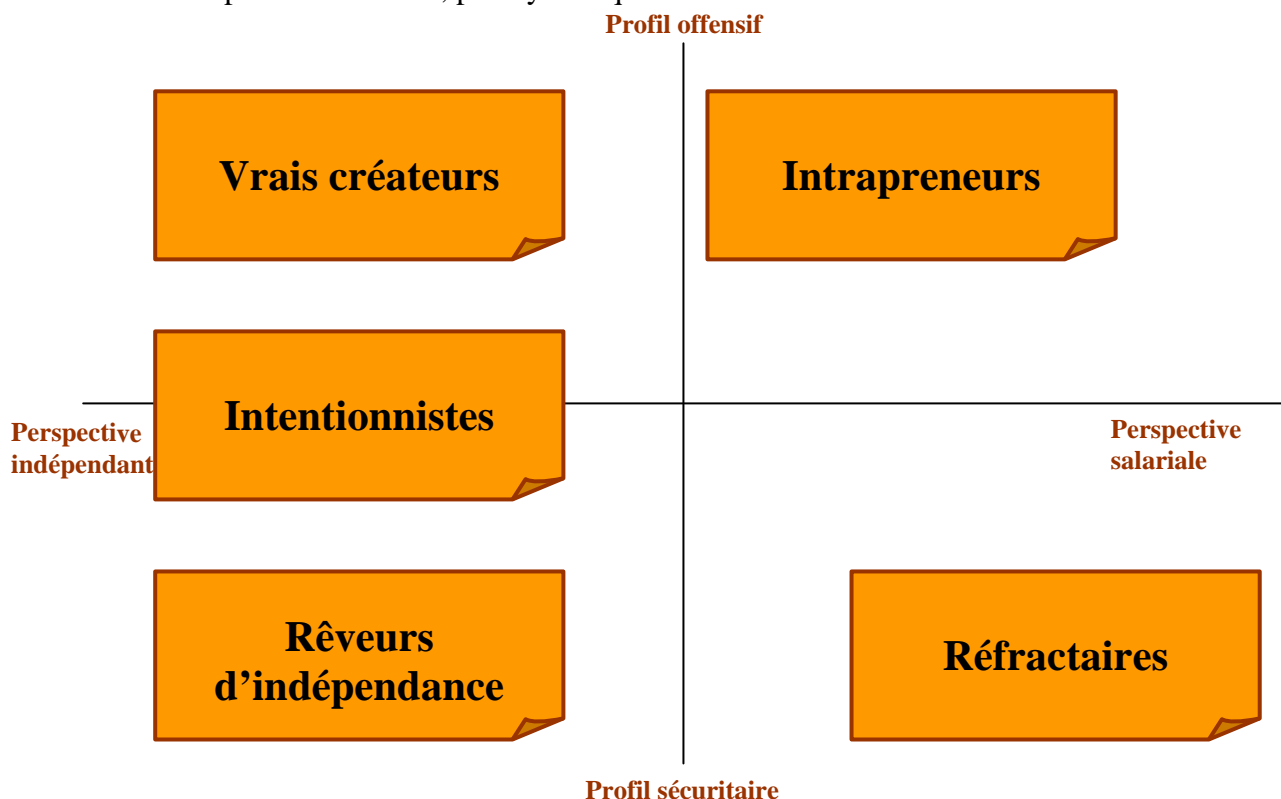 Profil offensif
Vrais créateurs
Intrapreneurs
Intentionnistes
Perspective
indépendant
Perspective
salariale
Rêveurs
d’indépendance
Réfractaires
Profil sécuritaire